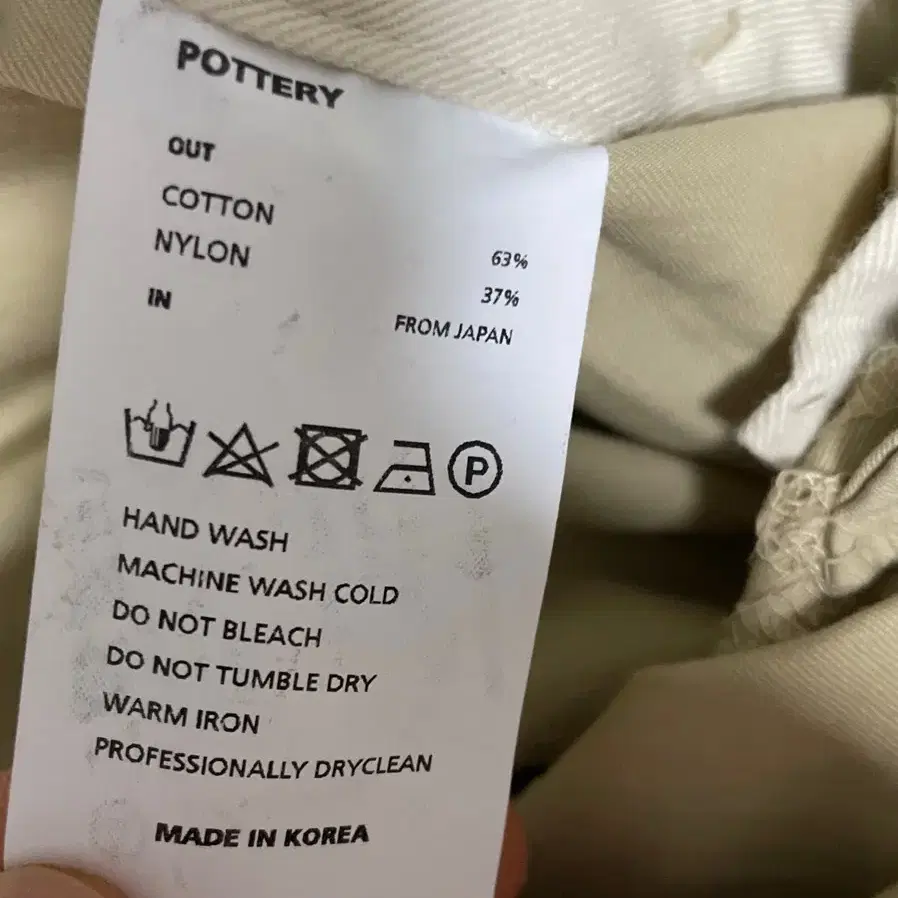 POTTERY
OUT
COTTON 63%
NYLON 37%
IN FROM JAPAN
P
HAND WASH
MACHINE WASH COLD
DO NOT BLEACH
DO NOT TUMBLE DRY
WARM IRON
PROFESSIONALLY DRYCLEAN
MADE IN KOREA